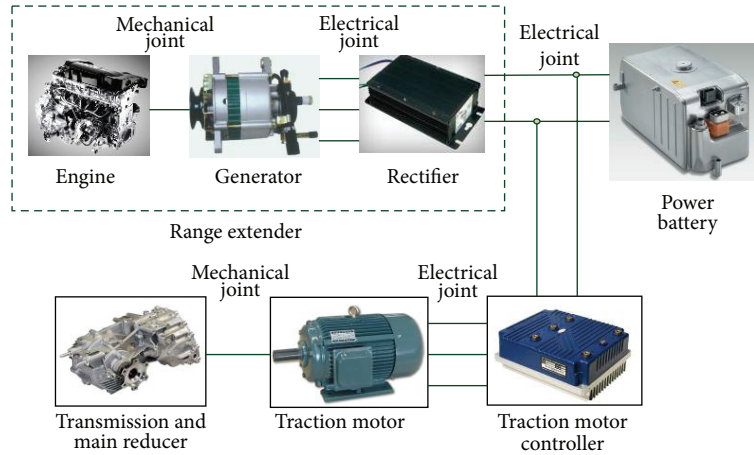 Mechanical
joint
Electrical
joint
Electrical
joint
Engine
Generator
Rectifier
Power
battery
Range extender
Mechanical
joint
Electrical
joint
Transmission and
main reducer
Traction motor
Traction motor
controller